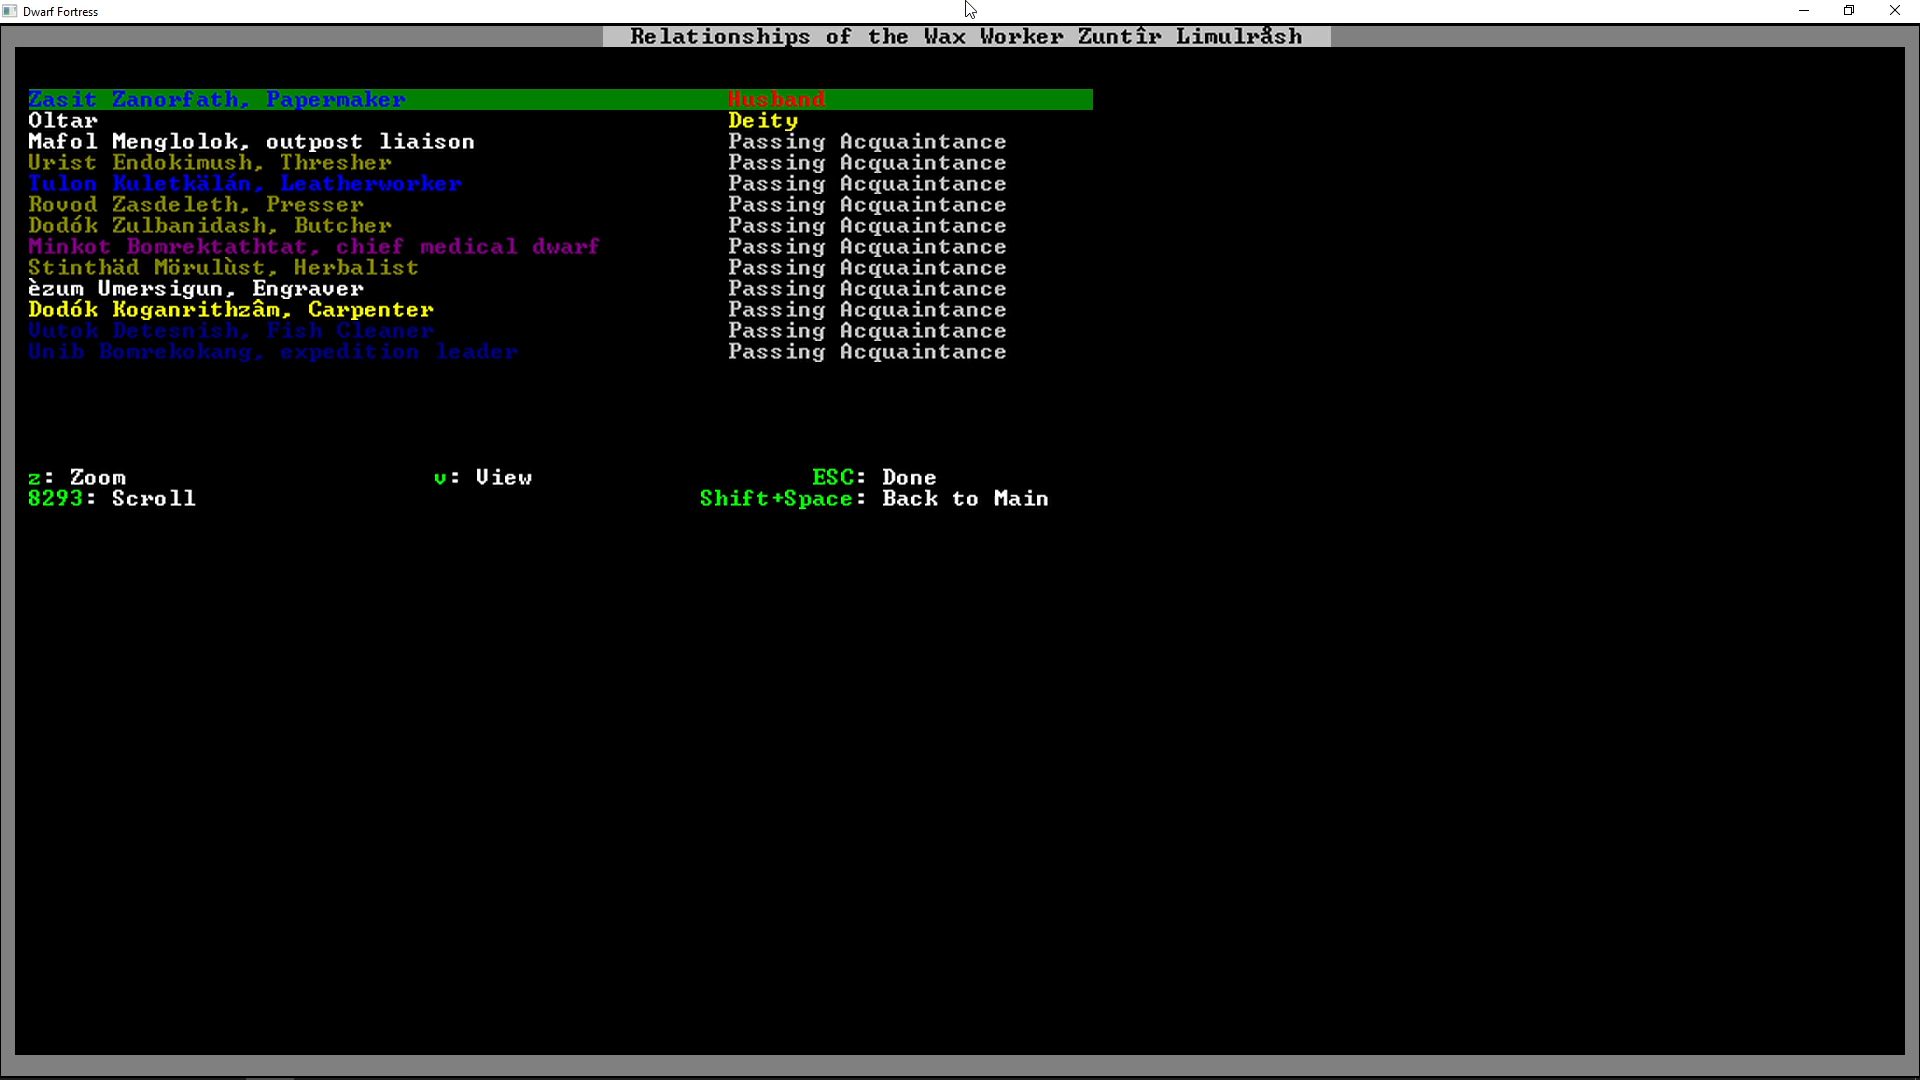 Dwarf Fortress
Relationships of the Wax Worker Zuntîr Limulråsh
Zasit Zanorfath, Papermaker Husband
Oltar Deity
Mafol Menglolok, outpost liaison Passing Acquaintance
Urist Endokimush, Thresher Passing Acquaintance
Tulon Kuletkälán, Leatherworker Passing Acquaintance
Rovod Zasdeleth, Presser Passing Acquaintance
Dodók Zulbanidash, Butcher Passing Acquaintance
Minkot Bomrektathtat, chief medical dwarf Passing Acquaintance
Stinthäd Mörulùst, Herbalist Passing Acquaintance
èzum Umersigun, Engraver Passing Acquaintance
Dodók Koganrithzâm, Carpenter Passing Acquaintance
Vutok Detesnish, Fish Cleaner Passing Acquaintance
Unib Bomrekokang, expedition leader Passing Acquaintance
z: Zoom v: View ESC: Done
8293: Scroll Shift+Space: Back to Main